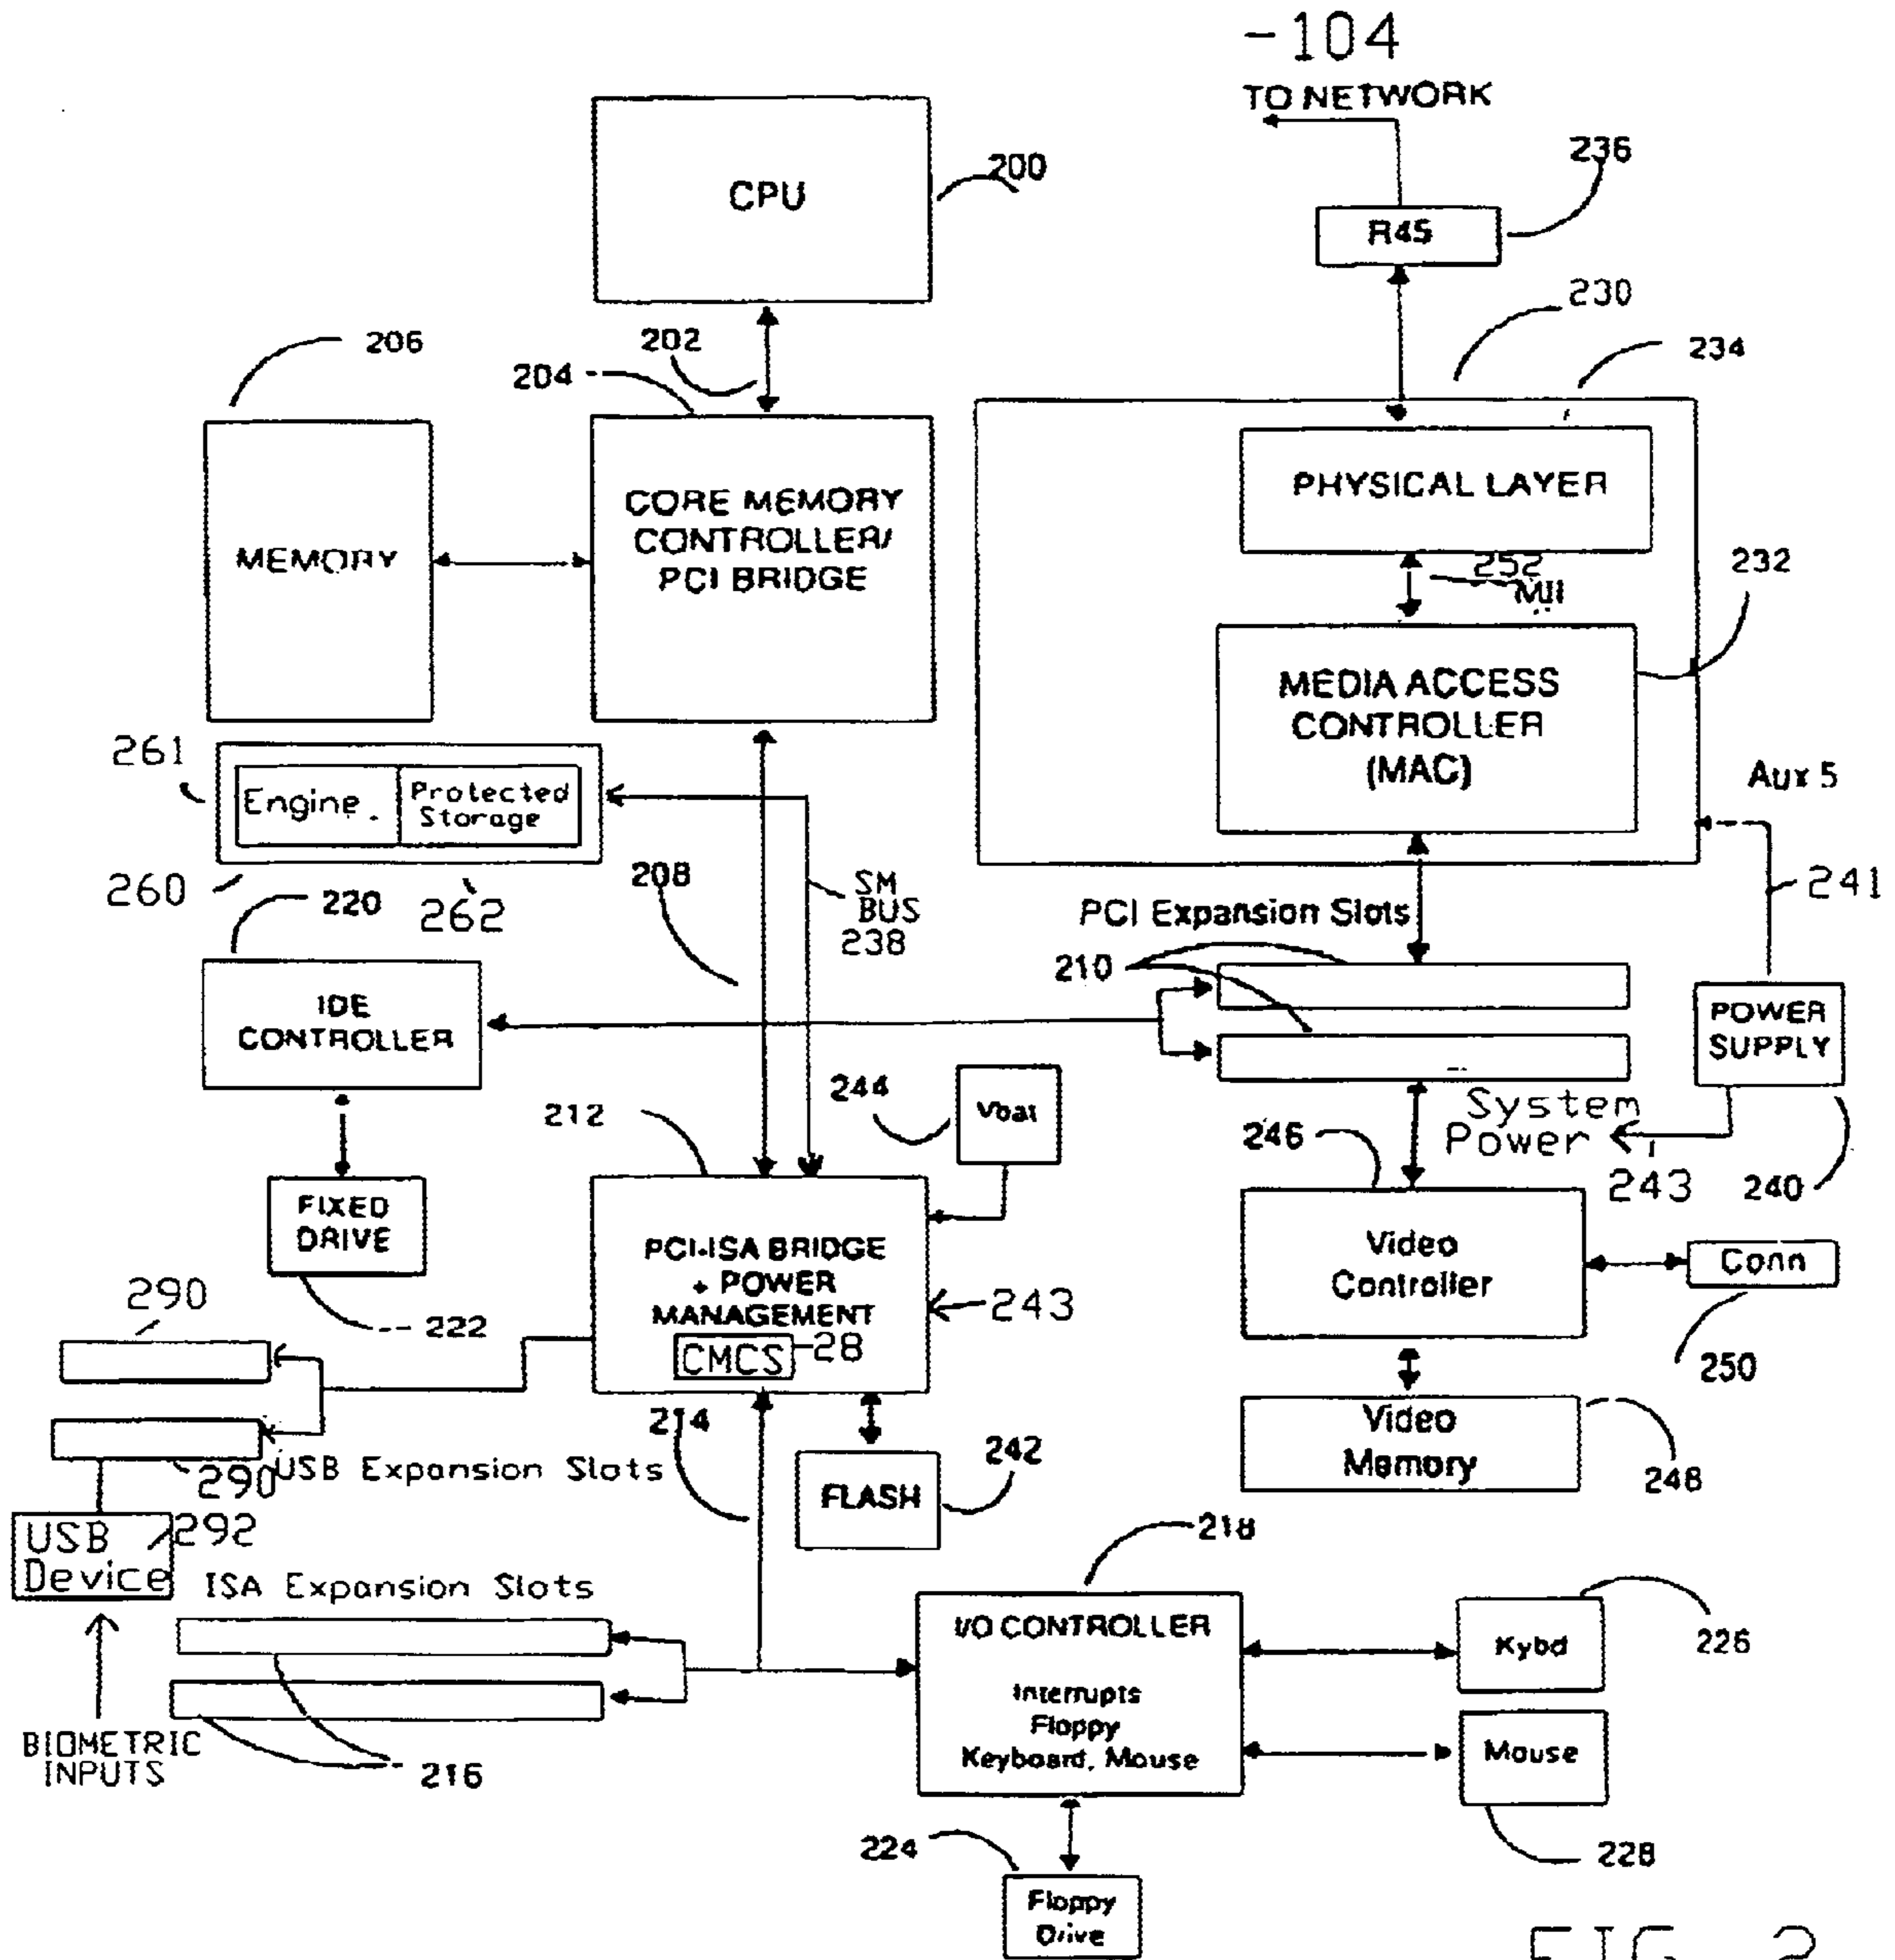 -104
TO NETWORK
CPU
200
236
R45
230
206
202
204
234
MEMORY
CORE MEMORY
CONTROLLER/
PCI BRIDGE
PHYSICAL LAYER
252
MII
232
MEDIA ACCESS
CONTROLLER
(MAC)
261
Engine.
Protected
Storage
Aux 5
260
262
208
SM
BUS
238
241
220
PCI Expansion Slots
210
IDE
CONTROLLER
POWER
SUPPLY
244
Vbat
212
System
Power
246
243
240
FIXED
DRIVE
PCI-ISA BRIDGE
+ POWER
MANAGEMENT
243
CMCS
28
Video
Controller
Conn
290
222
250
214
Video
Memory
248
290
USB Expansion Slots
FLASH
242
USB
Device
292
218
ISA Expansion Slots
I/O CONTROLLER
Interrupts
Floppy
Keyboard, Mouse
Kybd
226
BIOMETRIC
INPUTS
216
Mouse
224
228
Floppy
Drive
FIG. 2